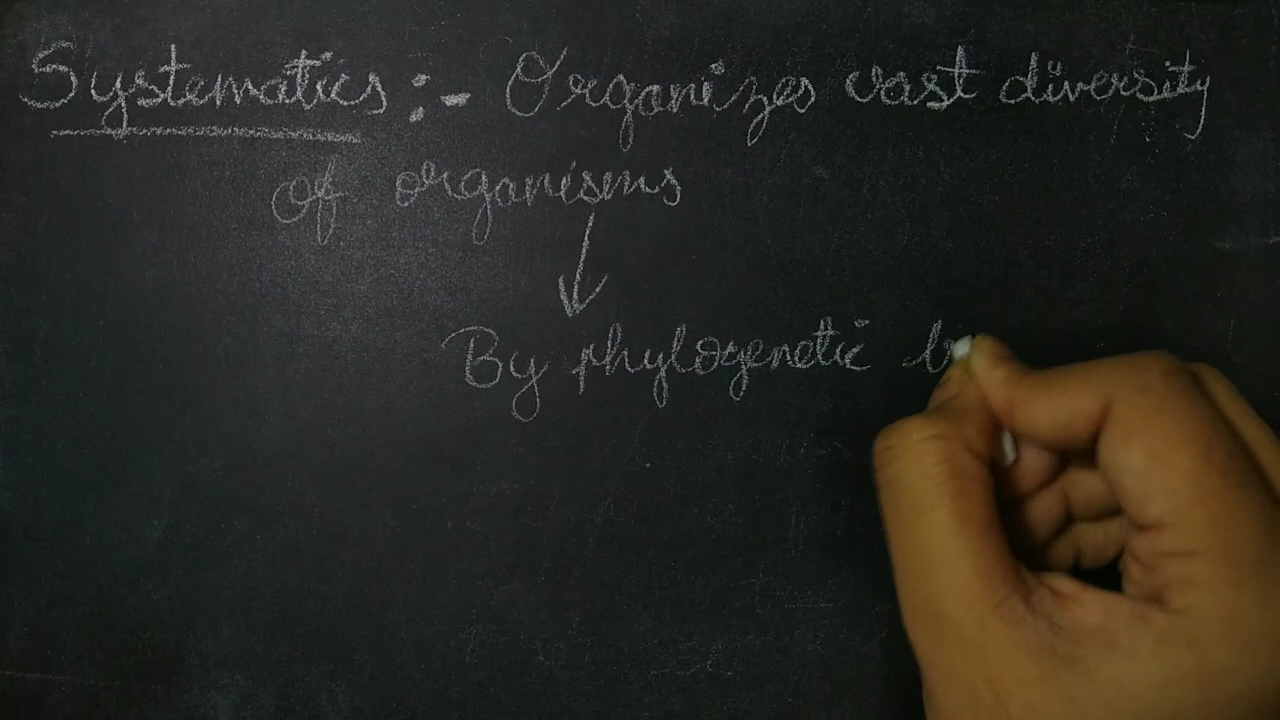 Systematics :- Organizes vast diversity
of organisms
↓
By phylogenetic